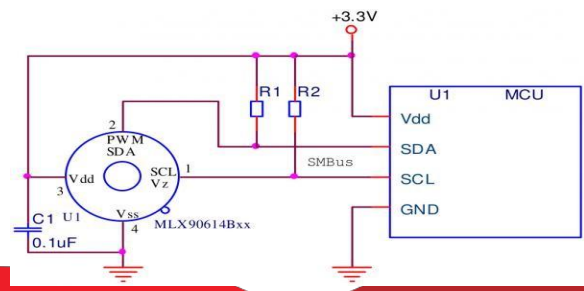 +3.3V
R1 R2
U1 MCU
Vdd
SDA
SCL
GND
SMBus
2
PWM
SDA
SCL 1
Vz
Vdd
3
Vss
4
C1 U1
0.1uF
MLX90614Bxx